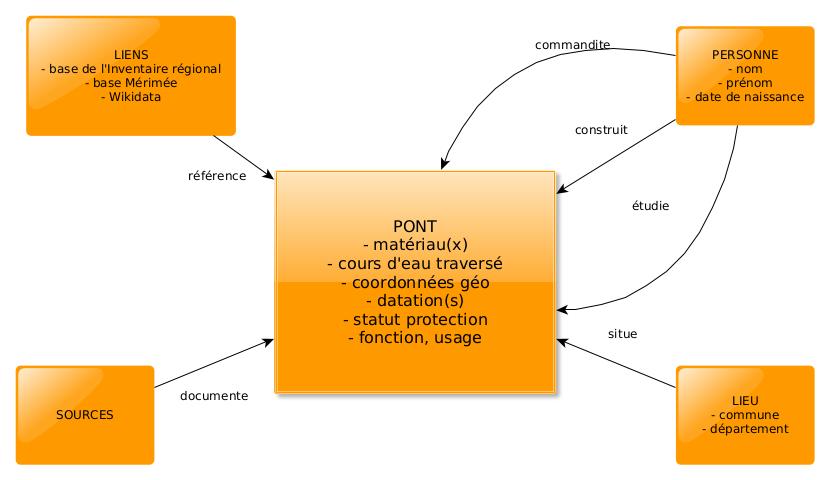 LIENS
- base de l'Inventaire régional
- base Mérimée
- Wikidata
commandite
PERSONNE
- nom
- prénom
- date de naissance
construit
référence
étudie
PONT
- matériau(x)
- cours d'eau traversé
- coordonnées géo
- datation(s)
- statut protection
- fonction, usage
situe
documente
SOURCES
LIEU
- commune
- département